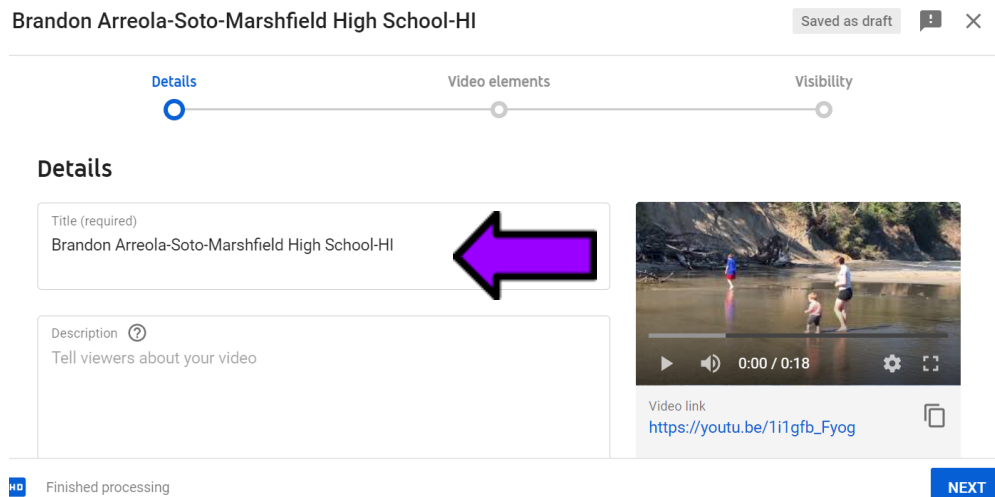 Brandon Arreola-Soto-Marshfield High School-HI
Saved as draft
Details
Video elements
Visibility
Details
Title (required)
Brandon Arreola-Soto-Marshfield High School-HI
Description
Tell viewers about your video
0:00 / 0:18
Video link
https://youtu.be/1i1gfb_Fyog
HD
Finished processing
NEXT